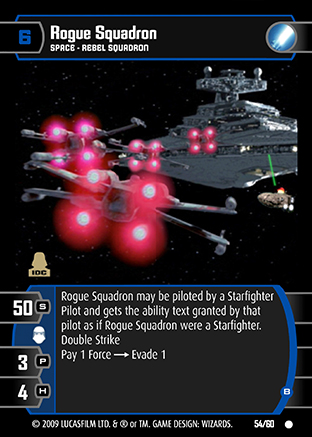 6
Rogue Squadron
SPACE - REBEL SQUADRON
IDC
50 S
3 P
4 H
Rogue Squadron may be piloted by a Starfighter
Pilot and gets the ability text granted by that
pilot as if Rogue Squadron were a Starfighter.
Double Strike
Pay 1 Force → Evade 1
B
© 2009 LUCASFILM LTD. & ® or TM. GAME DESIGN: WIZARDS.
54/60